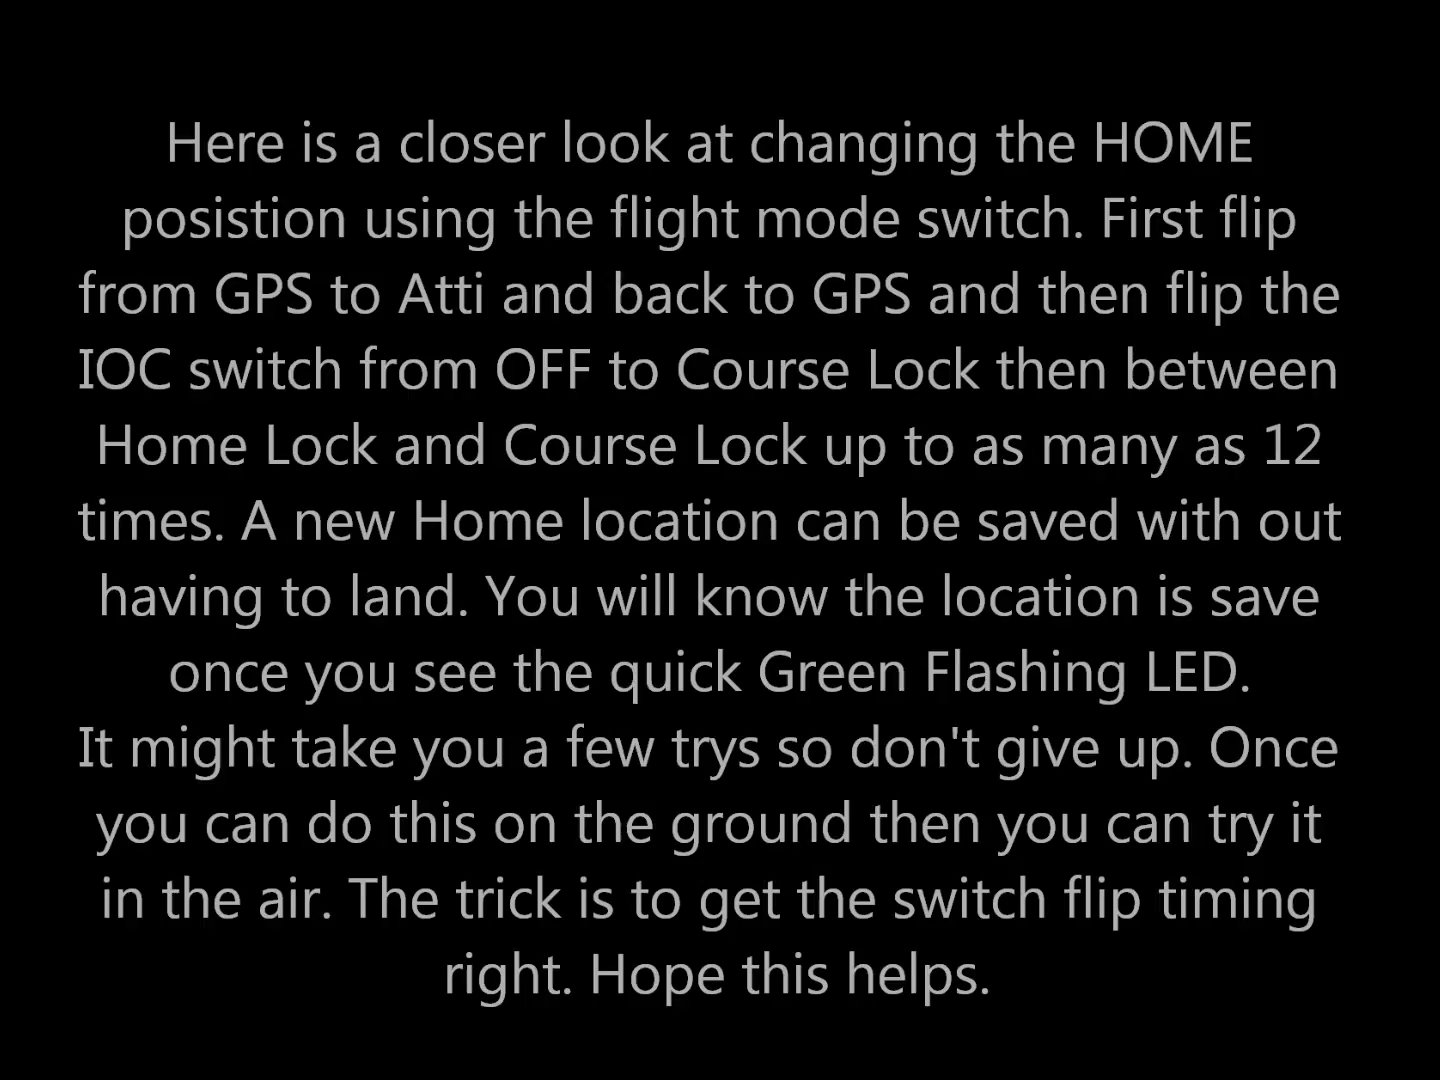 Here is a closer look at changing the HOME
posistion using the flight mode switch. First flip
from GPS to Atti and back to GPS and then flip the
IOC switch from OFF to Course Lock then between
Home Lock and Course Lock up to as many as 12
times. A new Home location can be saved with out
having to land. You will know the location is save
once you see the quick Green Flashing LED.
It might take you a few trys so don't give up. Once
you can do this on the ground then you can try it
in the air. The trick is to get the switch flip timing
right. Hope this helps.